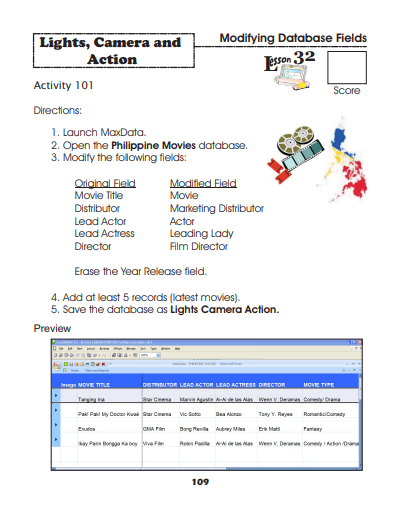 Modifying Database Fields
Lights, Camera and
Action
Lesson 32
Score
Activity 101
Directions:
1. Launch MaxData.
2. Open the Philippine Movies database.
3. Modify the following fields:
Original Field Modified Field
Movie Title Movie
Distributor Marketing Distributor
Lead Actor Actor
Lead Actress Leading Lady
Director Film Director
Erase the Year Release field.
4. Add at least 5 records (latest movies).
5. Save the database as Lights Camera Action.
Preview
Image MOVIE TITLE DISTRIBUTOR LEAD ACTOR LEAD ACTRESS DIRECTOR MOVIE TYPE
Tanging Ina Star Cinema Marvin Agustin Ai-Ai de las Alas Wenn V. Deramas Comedy/ Drama
Pak! Pak! My Doctor Kwak Star Cinema Vic Sotto Bea Alonzo Tony Y. Reyes Romantic/Comedy
Exodus GMA Film Bong Revilla Aubrey Miles Erik Matti Fantasy
Ikay Parin Bongga Ka boy Viva Film Robin Padilla Ai-Ai de las Alas Wenn V. Deramas Comedy / Action /Drama
109